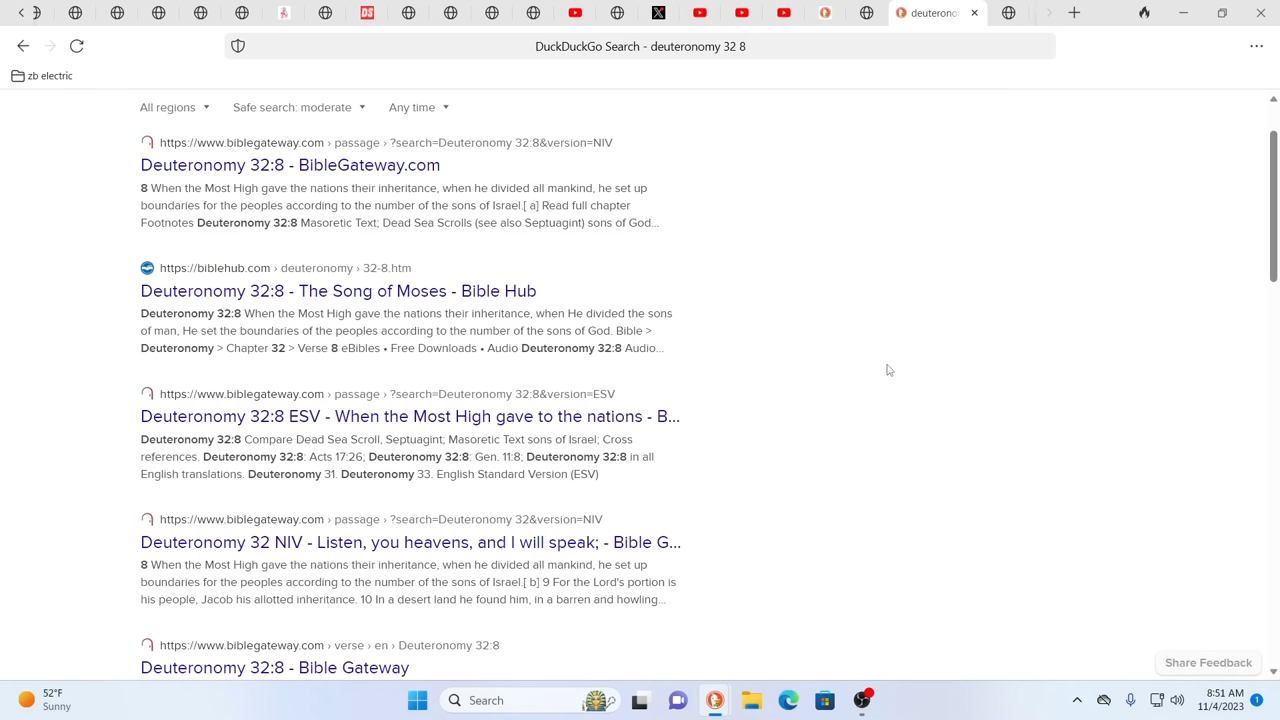 deuterono
DuckDuckGo Search - deuteronomy 32 8
zb electric
All regions Safe search: moderate Any time
https://www.biblegateway.com › passage › ?search=Deuteronomy 32:8&version=NIV
Deuteronomy 32:8 - BibleGateway.com
8 When the Most High gave the nations their inheritance, when he divided all mankind, he set up
boundaries for the peoples according to the number of the sons of Israel.[ a] Read full chapter
Footnotes Deuteronomy 32:8 Masoretic Text; Dead Sea Scrolls (see also Septuagint) sons of God...
https://biblehub.com › deuteronomy › 32-8.htm
Deuteronomy 32:8 - The Song of Moses - Bible Hub
Deuteronomy 32:8 When the Most High gave the nations their inheritance, when He divided the sons
of man, He set the boundaries of the peoples according to the number of the sons of God. Bible >
Deuteronomy > Chapter 32 > Verse 8 eBibles • Free Downloads • Audio Deuteronomy 32:8 Audio...
https://www.biblegateway.com › passage › ?search=Deuteronomy 32:8&version=ESV
Deuteronomy 32:8 ESV - When the Most High gave to the nations - B...
Deuteronomy 32:8 Compare Dead Sea Scroll, Septuagint; Masoretic Text sons of Israel; Cross
references. Deuteronomy 32:8: Acts 17:26; Deuteronomy 32:8: Gen. 11:8; Deuteronomy 32:8 in all
English translations. Deuteronomy 31. Deuteronomy 33. English Standard Version (ESV)
https://www.biblegateway.com › passage › ?search=Deuteronomy 32&version=NIV
Deuteronomy 32 NIV - Listen, you heavens, and I will speak; - Bible G...
8 When the Most High gave the nations their inheritance, when he divided all mankind, he set up
boundaries for the peoples according to the number of the sons of Israel.[ b] 9 For the Lord's portion is
his people, Jacob his allotted inheritance. 10 In a desert land he found him, in a barren and howling...
https://www.biblegateway.com › verse › en › Deuteronomy 32:8
Deuteronomy 32:8 - Bible Gateway
Share Feedback
52°F
Sunny
Search
8:51 AM
11/4/2023
1